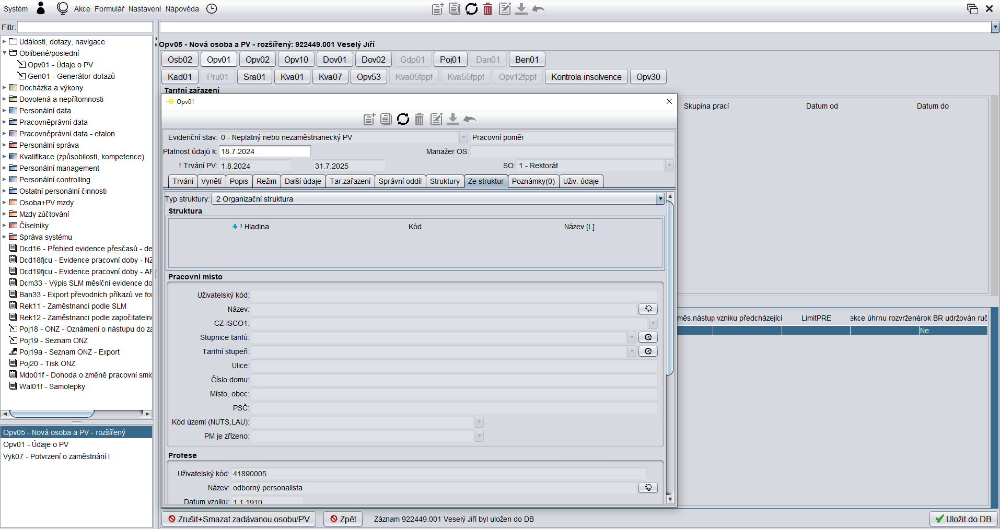 Systém Akce Formulář Nastavení Nápověda
Filtr:
Události, dotazy, navigace
Oblíbené/poslední
Opv01 - Údaje o PV
Gen01 - Generátor dotazů
Docházka a výkony
Dovolená a nepřítomnosti
Personální data
Pracovněprávní data
Pracovněprávní data - etalon
Personální správa
Kvalifikace (způsobilosti, kompetence)
Personální management
Personální controlling
Ostatní personální činnosti
Osoba+PV mzdy
Mzdy zúčtování
Číselníky
Správa systému
Dcd16 - Přehled evidence přesčasů - de
Dcd18fjcu - Evidence pracovní doby - NZ
Dcd19fjcu - Evidence pracovní doby - AF
Dcm33 - Výpis SLM měsíční evidence do
Ban33 - Export převodních příkazů ve for
Rek11 - Zaměstnanci podle SLM
Rek12 - Zaměstnanci podle započitatelne
Poj18 - ONZ - Oznámení o nástupu do za
Poj19 - Seznam ONZ
Poj19a - Seznam ONZ - Export
Poj20 - Tisk ONZ
Mdo01f - Dohoda o změně pracovní smlo
Wal01f - Samolepky
Opv05 - Nová osoba a PV - rozšířený
Opv01 - Údaje o PV
Vyk07 - Potvrzení o zaměstnání I
Opv05 - Nová osoba a PV - rozšířený: 922449.001 Veselý Jiří
Osb02 Opv01 Opv02 Opv10 Dov01 Dov02 Gdp01 Poj01 Dan01 Ben01
Kad01 Pru01 Sra01 Kva01 Kva07 Opv53 Kva05fppf Kva55fppf Opv12fppf Kontrola insolvence Opv30
Tarifní zařazení
Skupina prací Datum od Datum do
Opv01
Evidenční stav: 0 - Neplatný nebo nezaměstnanecký PV Pracovní poměr
Platnost údajů k: 18.7.2024 Manažer OS:
! Trvání PV: 1.8.2024 31.7.2025 SO: 1 - Rektorát
Trvání Vynětí Popis Režim Další údaje Tar.zařazení Správní oddíl Struktury Ze struktur Poznámky(0) Uživ. údaje
Typ struktury: 2 Organizační struktura
Struktura
! Hladina Kód Název [L]
Pracovní místo
Uživatelský kód:
Název:
CZ-ISCO1:
Stupnice tarifů:
Tarifní stupeň:
Ulice:
Číslo domu:
Místo, obec:
PSČ:
Kód území (NUTS,LAU):
PM je zřízeno:
Profese
Uživatelský kód: 41890005
Název: odborný personalista
Datum vzniku: 1.1.1910
měs.nástup vzniku předcházející LimitPRE ekce úhrnu rozvržené rok BR udržován ruč
Ne
Zrušit+Smazat zadávanou osobu/PV Zpět Záznam 922449.001 Veselý Jiří byl uložen do DB Uložit do DB